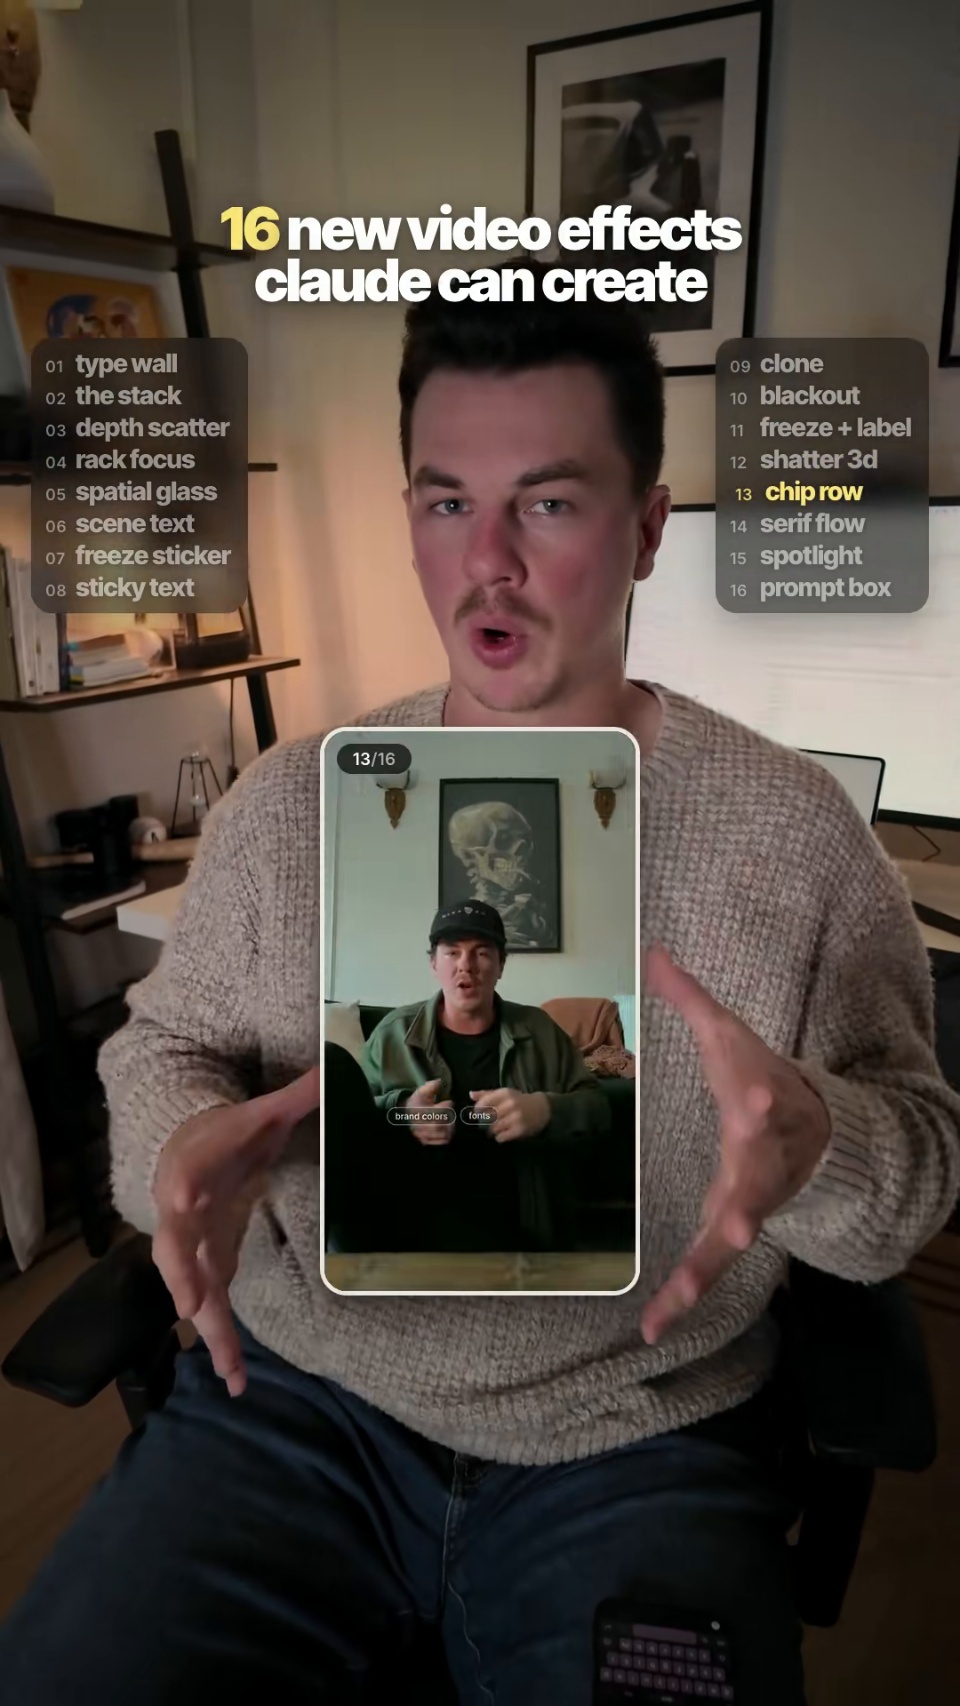 16 new video effects
claude can create
01 type wall
02 the stack
03 depth scatter
04 rack focus
05 spatial glass
06 scene text
07 freeze sticker
08 sticky text
09 clone
10 blackout
11 freeze + label
12 shatter 3d
13 chip row
14 serif flow
15 spotlight
16 prompt box
13/16
brand colors
fonts